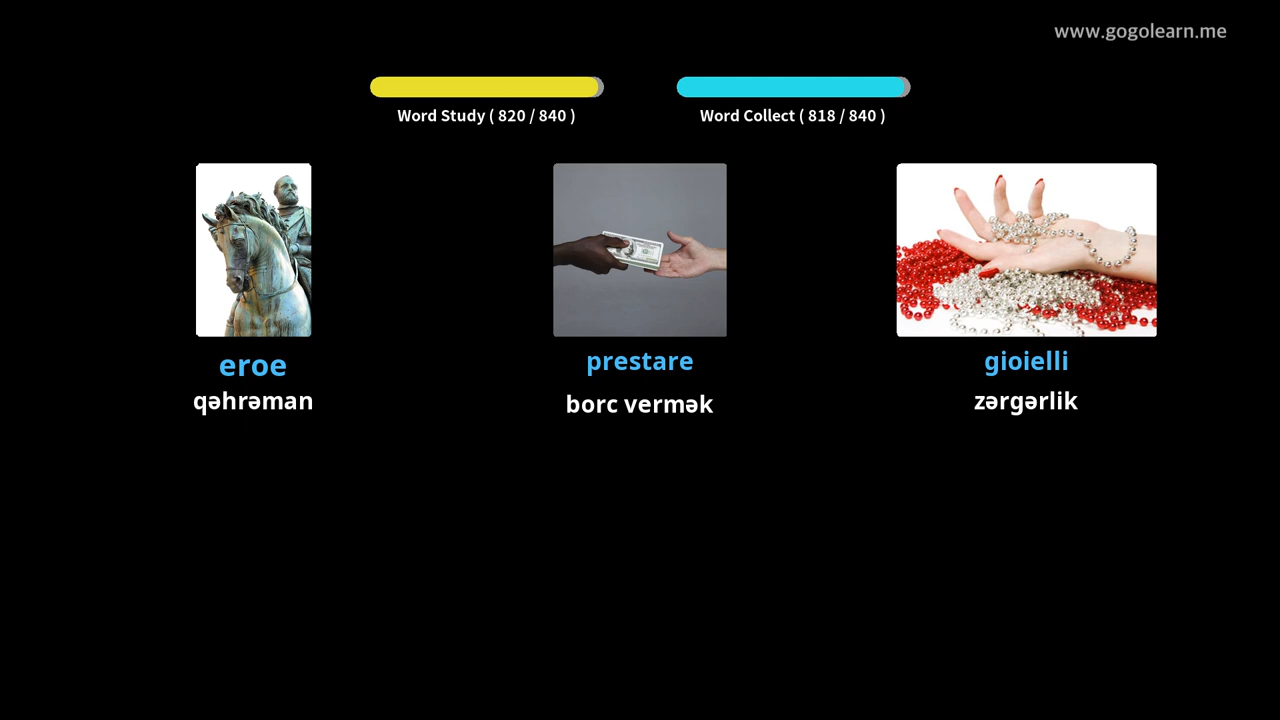 www.gogolearn.me
Word Study ( 820 / 840 )
Word Collect ( 818 / 840 )
eroe
qəhrəman
prestare
borc vermək
gioielli
zərgərlik